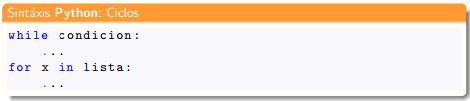 Sintáxis Python: Ciclos
while condicion:
    ...
for x in lista:
    ...